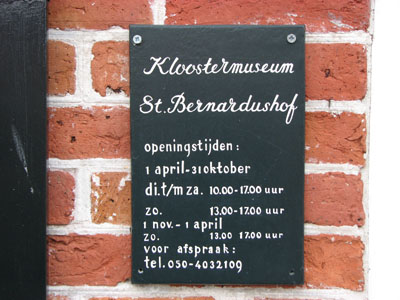 Kloostermuseum
St. Bernardushof
openingstijden:
1 april-31 oktober
di.t/m za. 10.00-17.00 uur
zo. 13.00-17.00 uur
1 nov.- 1 april
zo. 13.00 17.00 uur
voor afspraak:
tel. 050-4032109